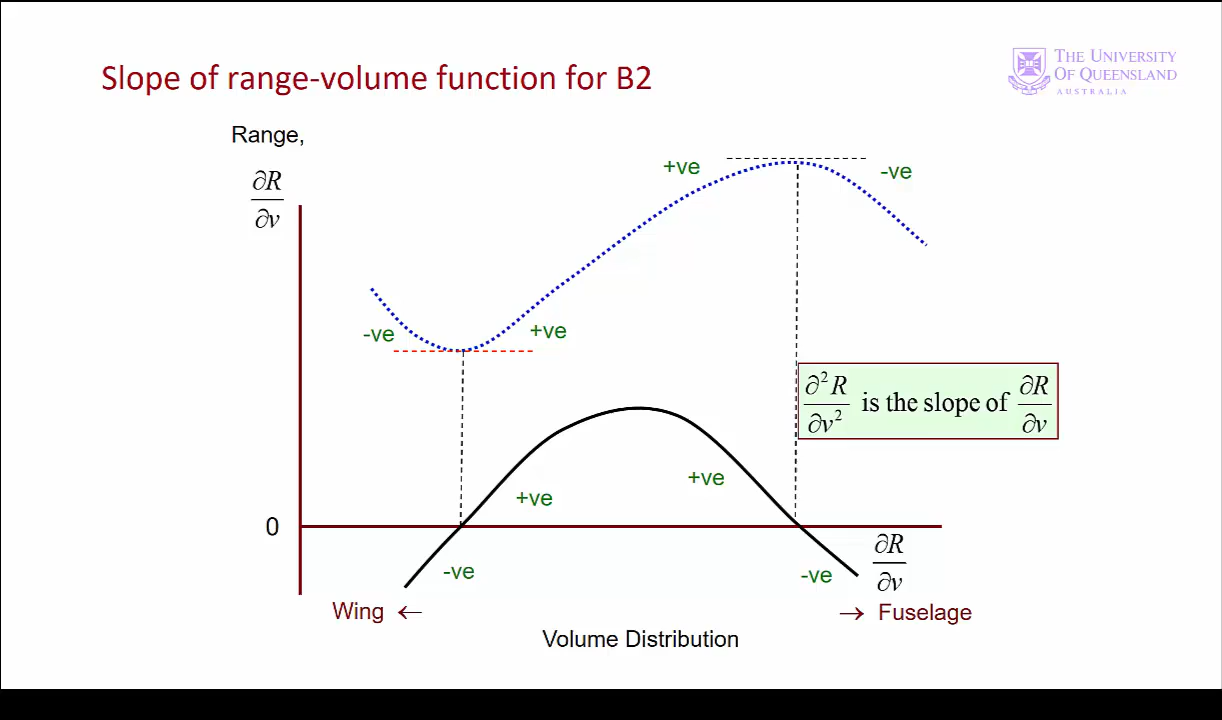 Slope of range-volume function for B2
THE UNIVERSITY
OF QUEENSLAND
AUSTRALIA
Range,
∂R
∂v
+ve
-ve
-ve
+ve
∂²R
∂v²
is the slope of
∂R
∂v
+ve
+ve
0
-ve
-ve
∂R
∂v
Wing ←
→ Fuselage
Volume Distribution